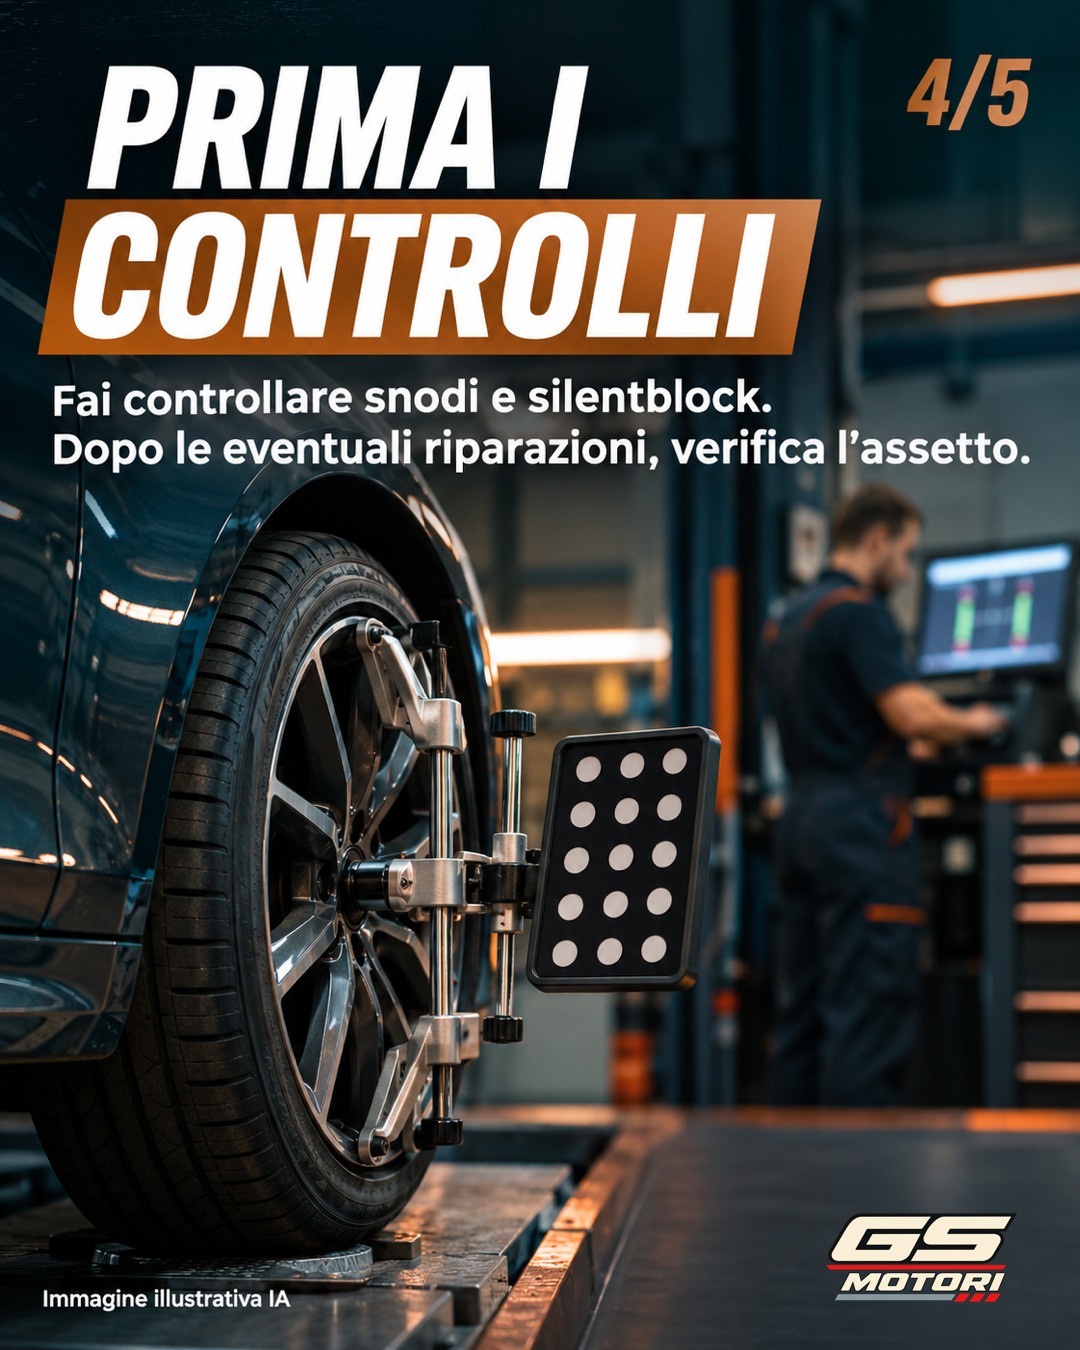 PRIMA I
4/5
CONTROLLI
Fai controllare snodi e silentblock.
Dopo le eventuali riparazioni, verifica l’assetto.
GS
MOTORI
Immagine illustrativa IA